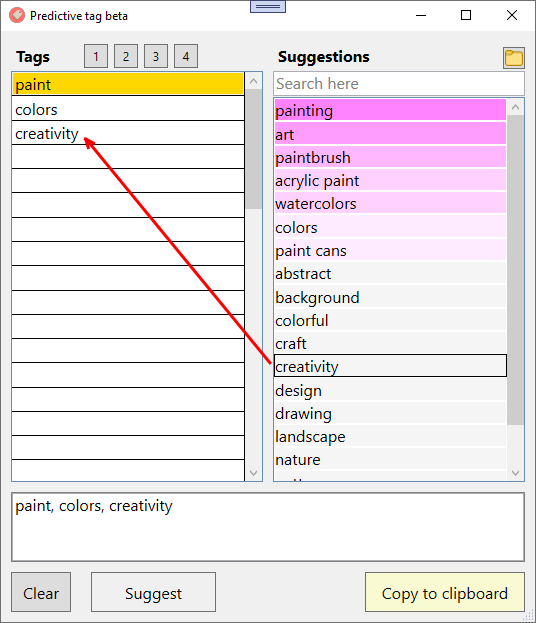 Predictive tag beta
Tags 1 2 3 4
Suggestions
paint
colors
creativity
Search here
painting
art
paintbrush
acrylic paint
watercolors
colors
paint cans
abstract
background
colorful
craft
creativity
design
drawing
landscape
nature
paint, colors, creativity
Clear
Suggest
Copy to clipboard